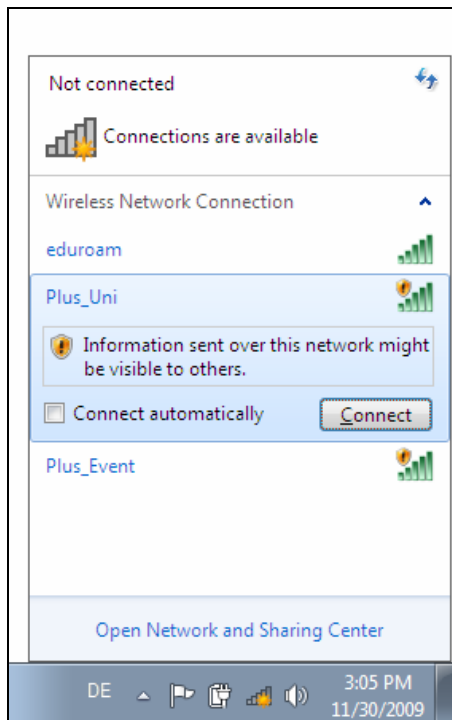 Not connected
Connections are available
Wireless Network Connection
eduroam
Plus_Uni
Information sent over this network might
be visible to others.
Connect automatically
Connect
Plus_Event
Open Network and Sharing Center
DE
3:05 PM
11/30/2009